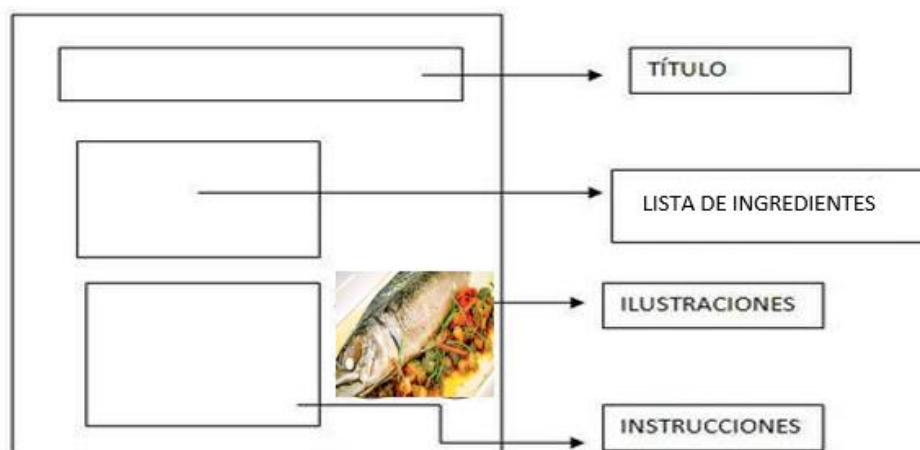 TÍTULO
LISTA DE INGREDIENTES
ILUSTRACIONES
INSTRUCCIONES